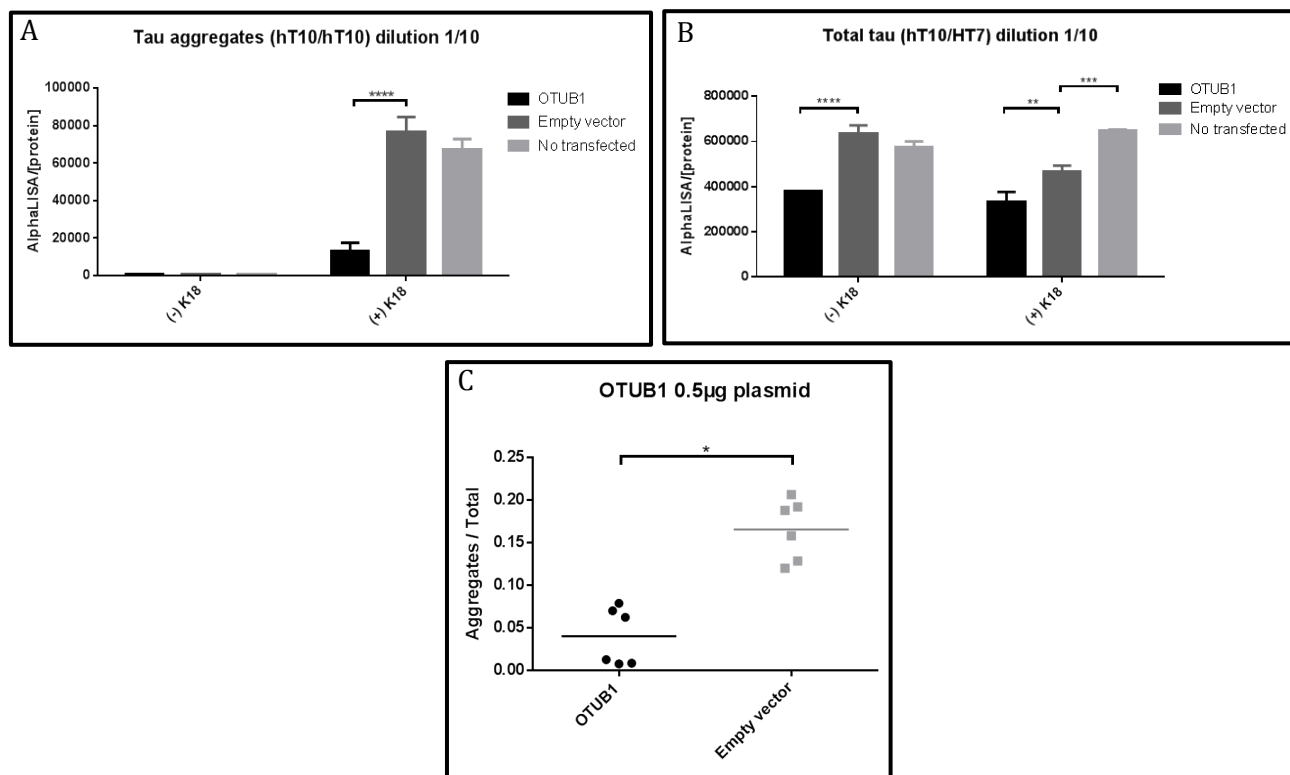 A
Tau aggregates (hT10/hT10) dilution 1/10
AlphaLISA/[protein]
100000
80000
60000
40000
20000
0
****
OTUB1
Empty vector
No transfected
(-) K18
(+) K18
B
Total tau (hT10/HT7) dilution 1/10
AlphaLISA/[protein]
800000
600000
400000
200000
0
****
**
***
OTUB1
Empty vector
No transfected
(-) K18
(+) K18
C
OTUB1 0.5µg plasmid
Aggregates / Total
0.25
0.20
0.15
0.10
0.05
0.00
*
OTUB1
Empty vector